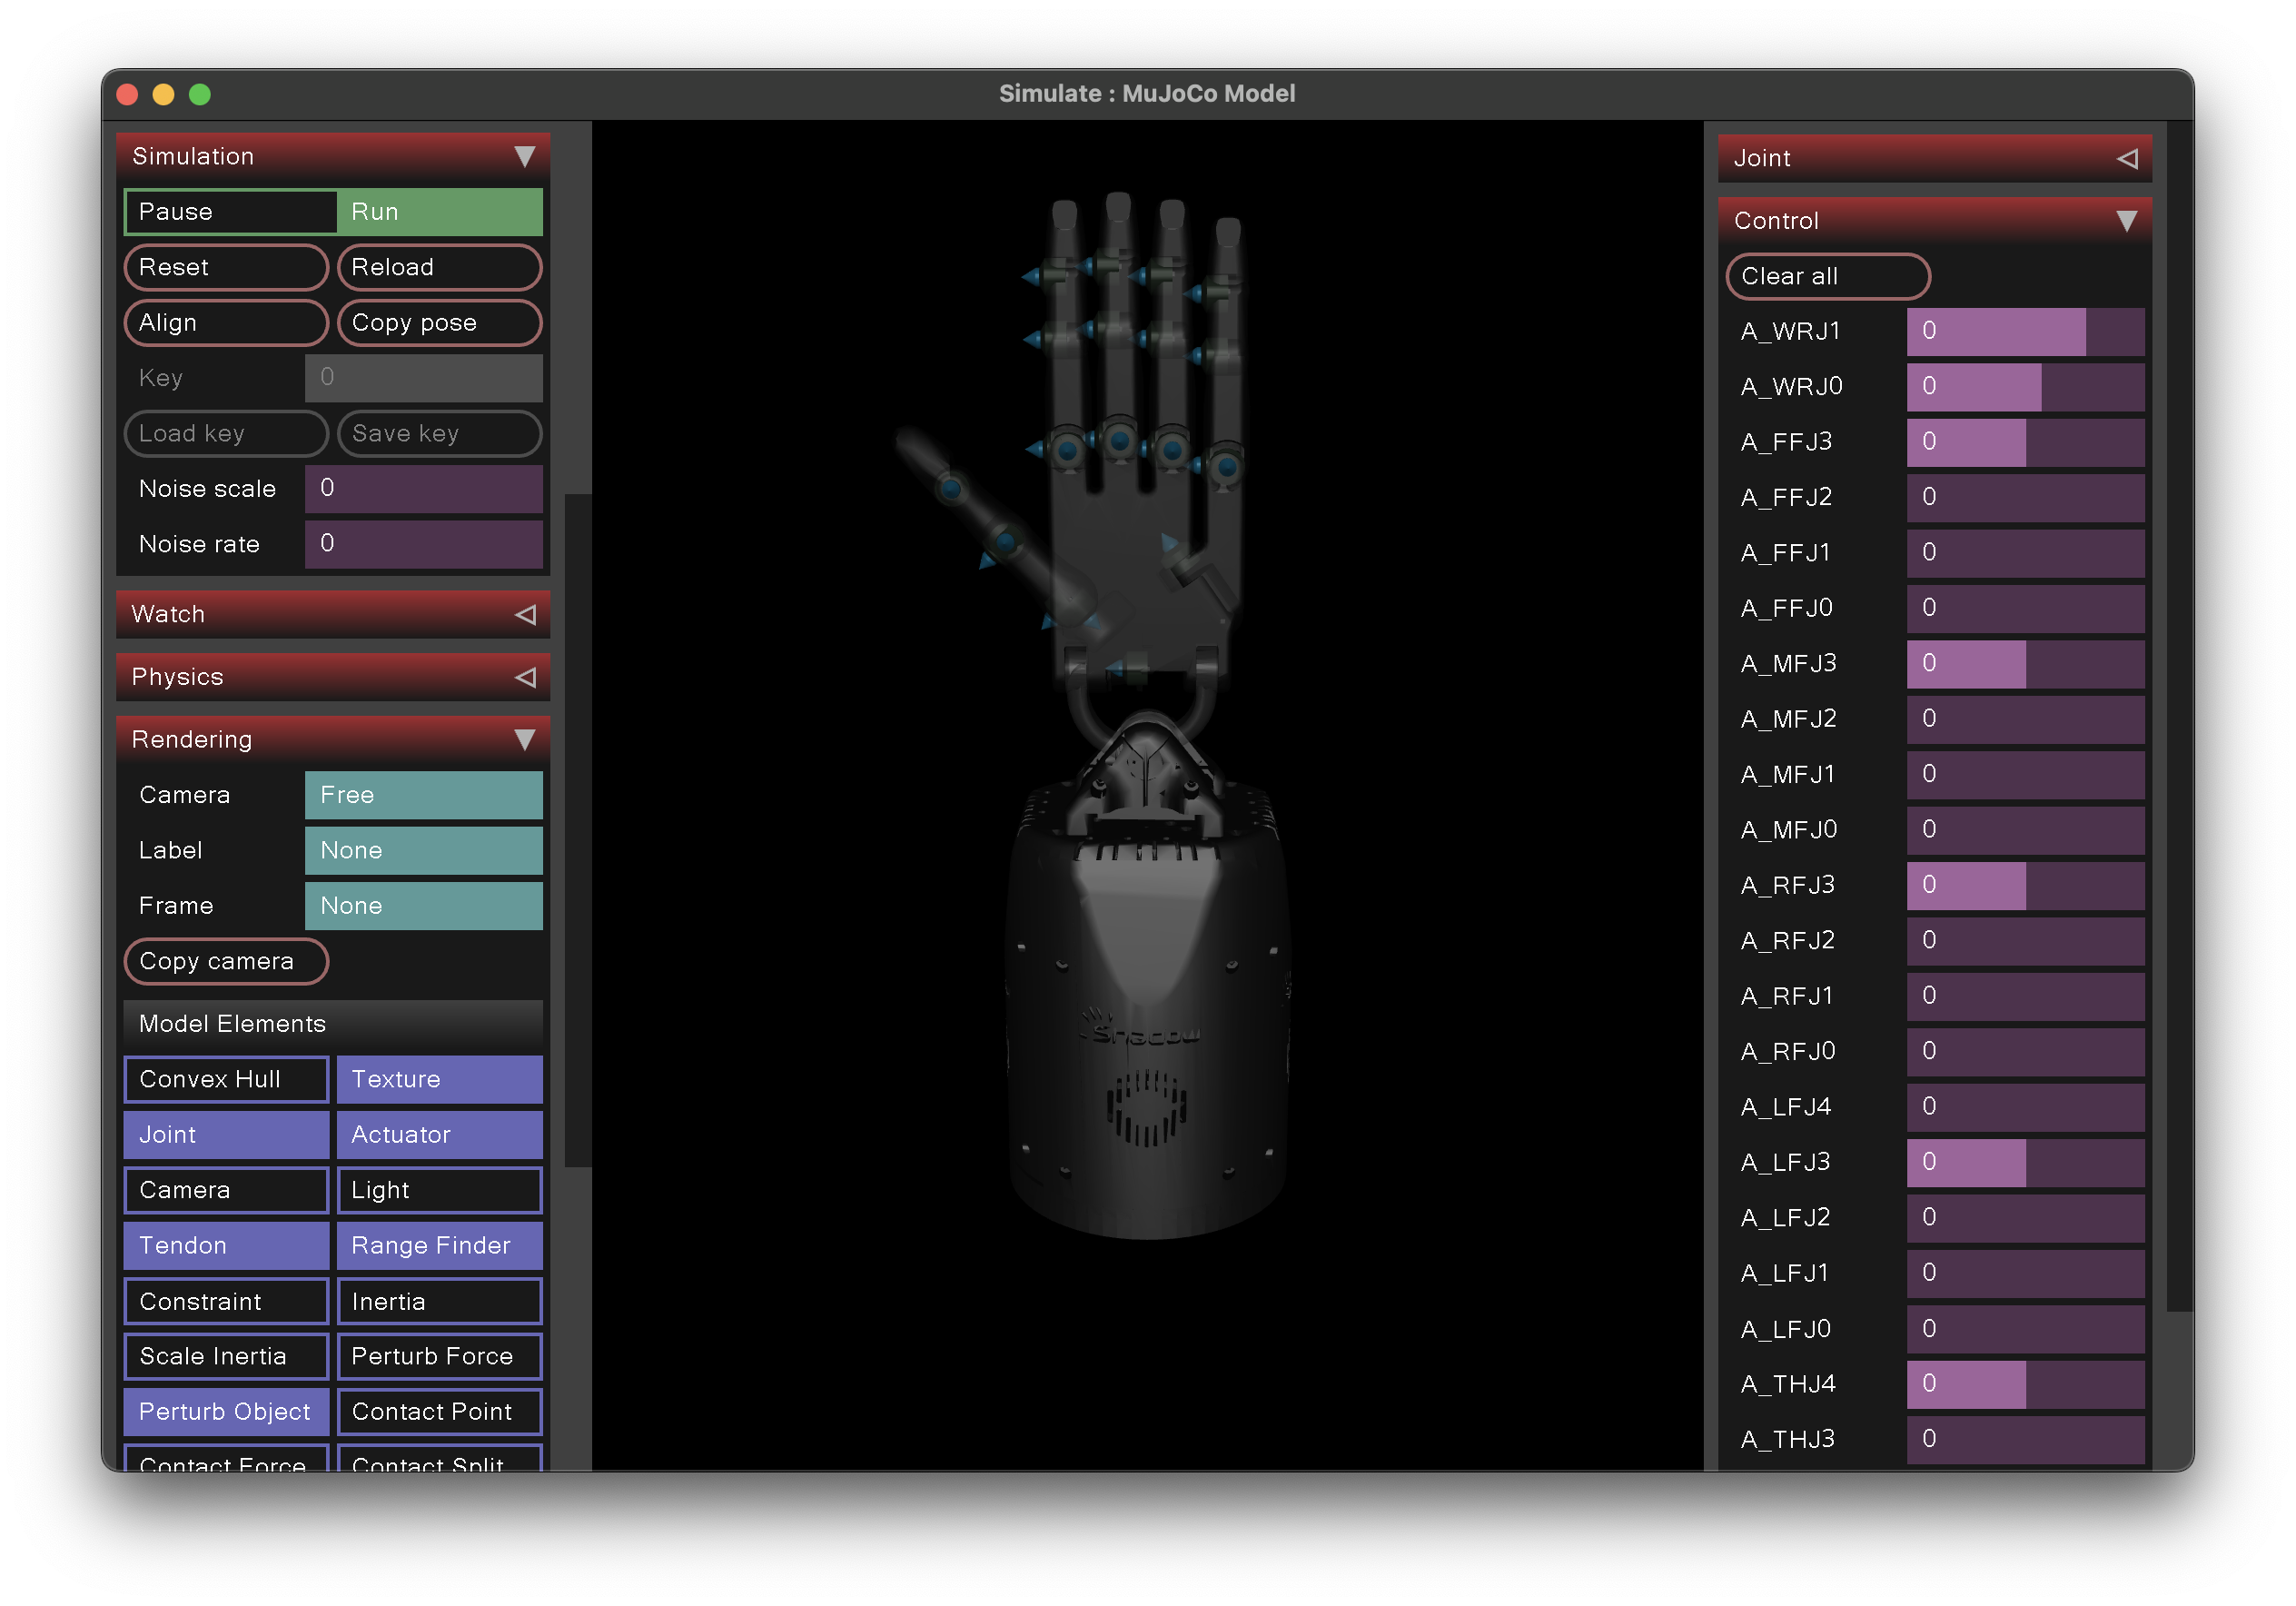 Simulate : MuJoCo Model
Simulation
Pause Run
Reset Reload
Align Copy pose
Key 0
Load key Save key
Noise scale 0
Noise rate 0
Watch
Physics
Rendering
Camera Free
Label None
Frame None
Copy camera
Model Elements
Convex Hull Texture
Joint Actuator
Camera Light
Tendon Range Finder
Constraint Inertia
Scale Inertia Perturb Force
Perturb Object Contact Point
Contact Force Contact Split
Shadow
Joint
Control
Clear all
A_WRJ1 0
A_WRJ0 0
A_FFJ3 0
A_FFJ2 0
A_FFJ1 0
A_FFJ0 0
A_MFJ3 0
A_MFJ2 0
A_MFJ1 0
A_MFJ0 0
A_RFJ3 0
A_RFJ2 0
A_RFJ1 0
A_RFJ0 0
A_LFJ4 0
A_LFJ3 0
A_LFJ2 0
A_LFJ1 0
A_LFJ0 0
A_THJ4 0
A_THJ3 0